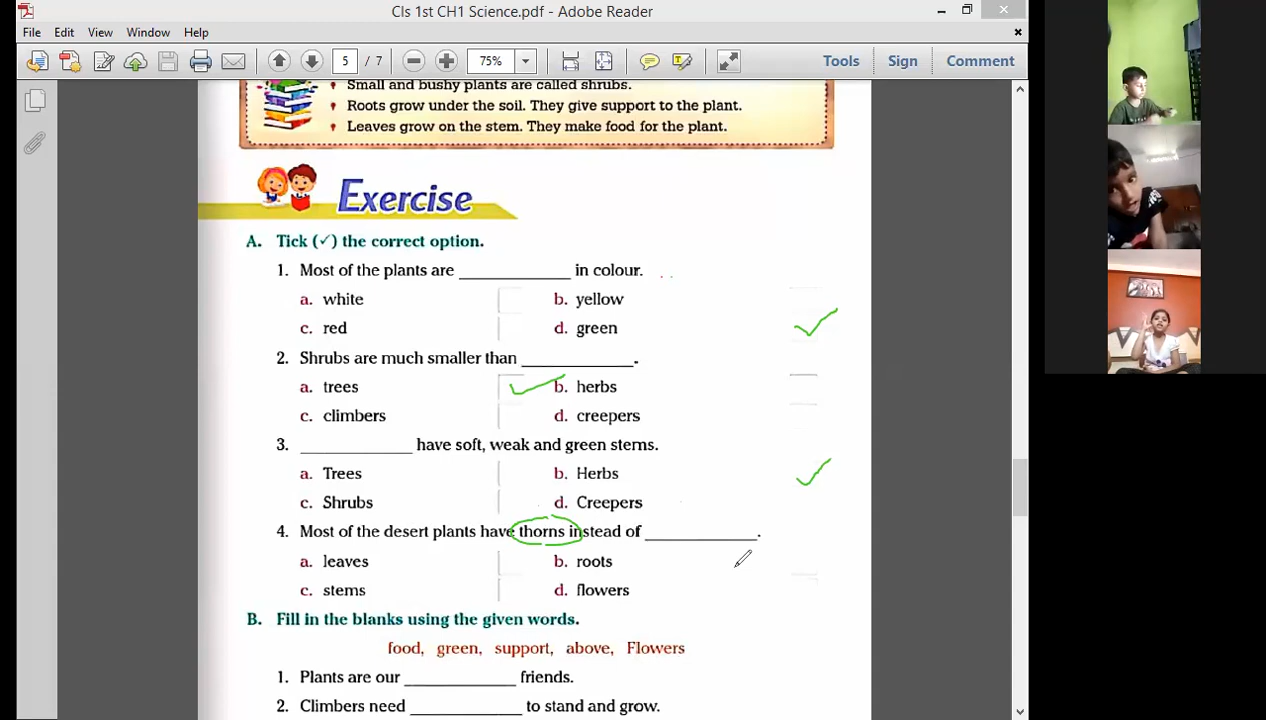 Cls 1st CH1 Science.pdf - Adobe Reader
File Edit View Window Help
5 / 7 75% Tools Sign Comment
Small and bushy plants are called shrubs.
Roots grow under the soil. They give support to the plant.
Leaves grow on the stem. They make food for the plant.
Exercise
A. Tick (✓) the correct option.
1. Most of the plants are ____________ in colour.
a. white b. yellow
c. red d. green ✓
2. Shrubs are much smaller than ____________.
a. trees ✓ b. herbs
c. climbers d. creepers
3. ____________ have soft, weak and green stems.
a. Trees b. Herbs ✓
c. Shrubs d. Creepers
4. Most of the desert plants have thorns instead of ____________.
a. leaves b. roots
c. stems d. flowers
B. Fill in the blanks using the given words.
food, green, support, above, Flowers
1. Plants are our ____________ friends.
2. Climbers need ____________ to stand and grow.